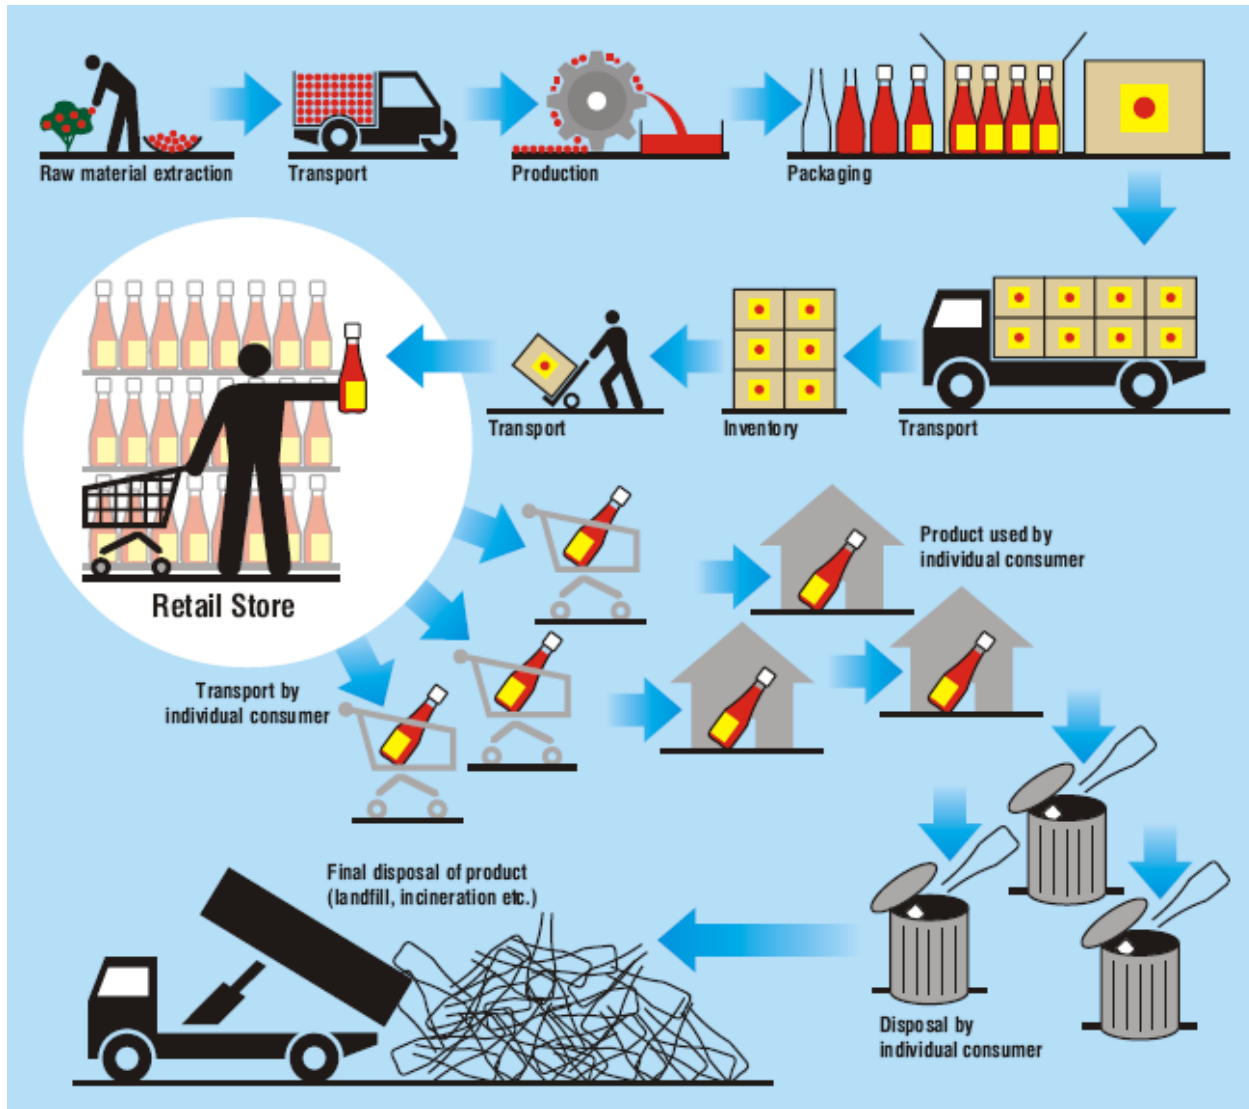 Raw material extraction
Transport
Production
Packaging
Transport
Inventory
Transport
Retail Store
Product used by
individual consumer
Transport by
individual consumer
Final disposal of product
(landfill, incineration etc.)
Disposal by
individual consumer